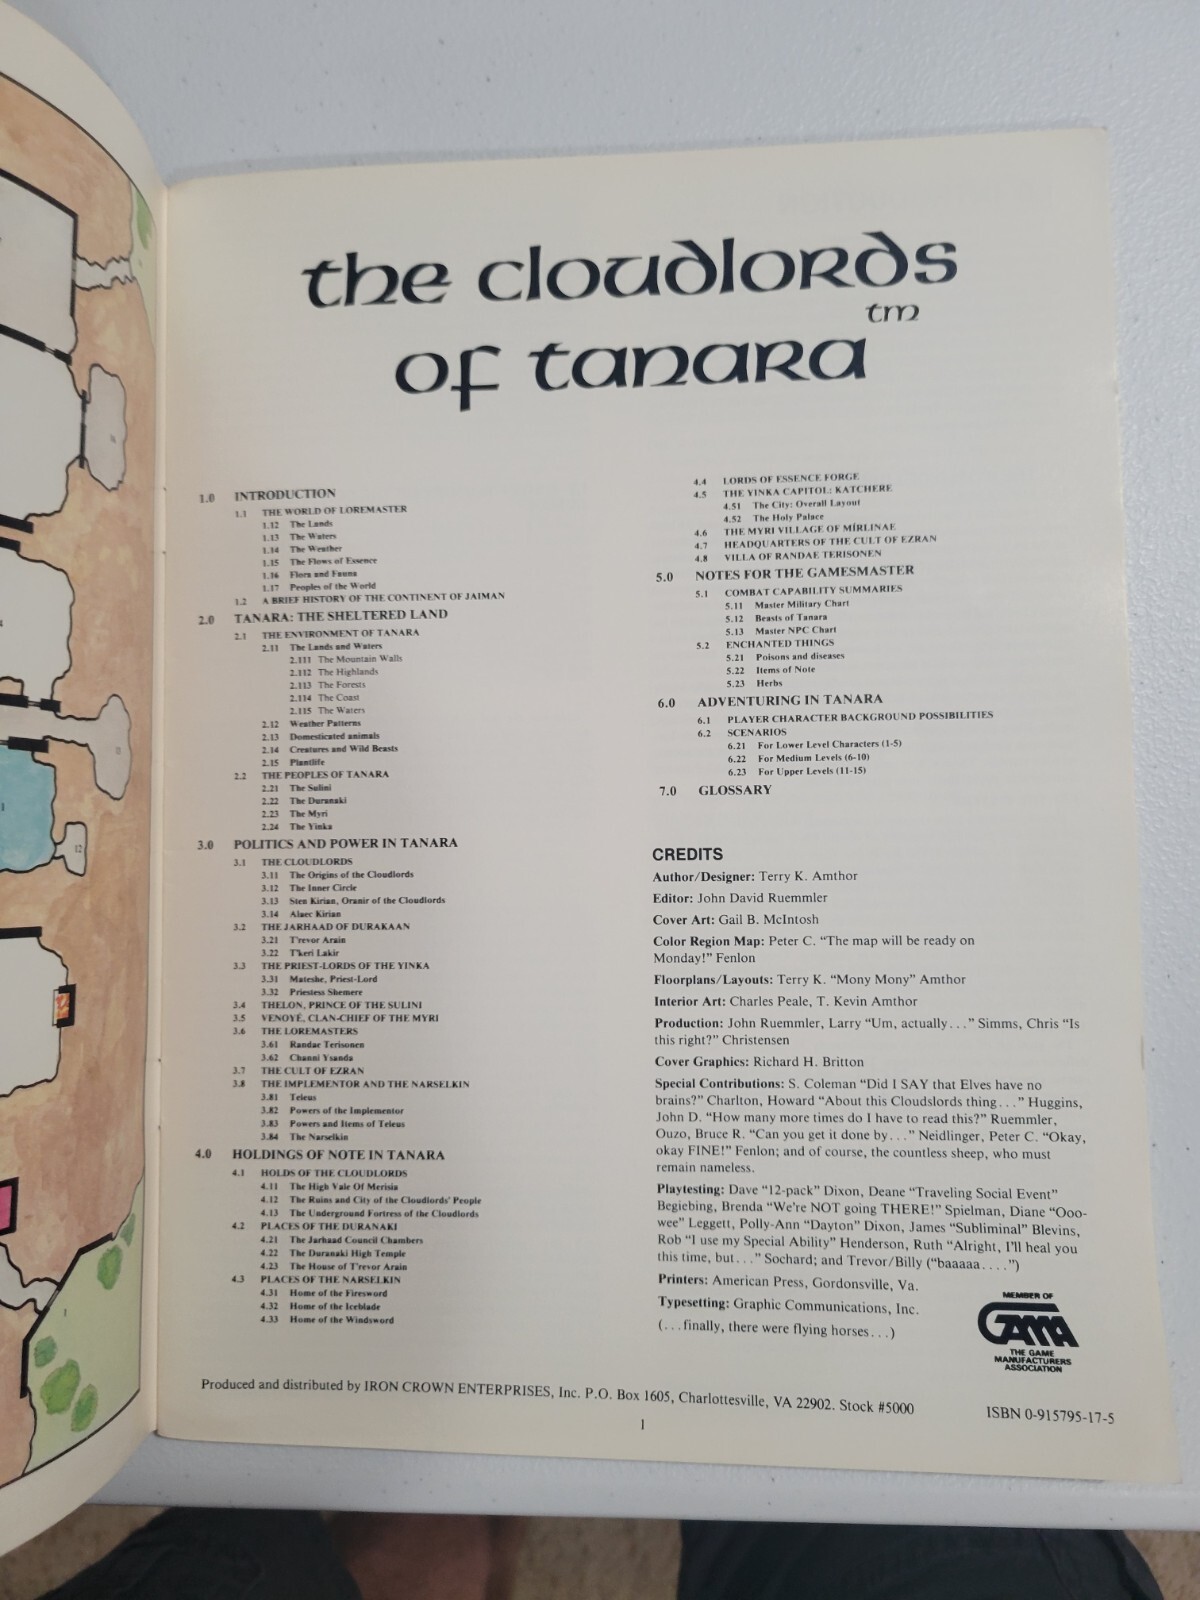 the cloudlords
tm
of tanara
1.0 INTRODUCTION
1.1 THE WORLD OF LOREMASTER
1.12 The Lands
1.13 The Waters
1.14 The Weather
1.15 The Flows of Essence
1.16 Flora and Fauna
1.17 Peoples of the World
1.2 A BRIEF HISTORY OF THE CONTINENT OF JAIMAN
2.0 TANARA: THE SHELTERED LAND
2.1 THE ENVIRONMENT OF TANARA
2.11 The Lands and Waters
2.111 The Mountain Walls
2.112 The Highlands
2.113 The Forests
2.114 The Coast
2.115 The Waters
2.12 Weather Patterns
2.13 Domesticated animals
2.14 Creatures and Wild Beasts
2.15 Plantlife
2.2 THE PEOPLES OF TANARA
2.21 The Sulini
2.22 The Duranaki
2.23 The Myri
2.24 The Yinka
3.0 POLITICS AND POWER IN TANARA
3.1 THE CLOUDLORDS
3.11 The Origins of the Cloudlords
3.12 The Inner Circle
3.13 Sten Kirian, Oranir of the Cloudlords
3.14 Alaec Kirian
3.2 THE JARHAAD OF DURAKAAN
3.21 T'revor Arain
3.22 T'keri Lakir
3.3 THE PRIEST-LORDS OF THE YINKA
3.31 Mateshe, Priest-Lord
3.32 Priestess Shemere
3.4 THELON, PRINCE OF THE SULINI
3.5 VENOYÉ, CLAN-CHIEF OF THE MYRI
3.6 THE LOREMASTERS
3.61 Randae Terisonen
3.62 Channi Ysanda
3.7 THE CULT OF EZRAN
3.8 THE IMPLEMENTOR AND THE NARSELKIN
3.81 Teleus
3.82 Powers of the Implementor
3.83 Powers and Items of Teleus
3.84 The Narselkin
4.0 HOLDINGS OF NOTE IN TANARA
4.1 HOLDS OF THE CLOUDLORDS
4.11 The High Vale Of Merisia
4.12 The Ruins and City of the Cloudlords' People
4.13 The Underground Fortress of the Cloudlords
4.2 PLACES OF THE DURANAKI
4.21 The Jarhaad Council Chambers
4.22 The Duranaki High Temple
4.23 The House of T'revor Arain
4.3 PLACES OF THE NARSELKIN
4.31 Home of the Firesword
4.32 Home of the Iceblade
4.33 Home of the Windsword
4.4 LORDS OF ESSENCE FORGE
4.5 THE YINKA CAPITOL: KATCHERE
4.51 The City: Overall Layout
4.52 The Holy Palace
4.6 THE MYRI VILLAGE OF MÍRLINAE
4.7 HEADQUARTERS OF THE CULT OF EZRAN
4.8 VILLA OF RANDAE TERISONEN
5.0 NOTES FOR THE GAMESMASTER
5.1 COMBAT CAPABILITY SUMMARIES
5.11 Master Military Chart
5.12 Beasts of Tanara
5.13 Master NPC Chart
5.2 ENCHANTED THINGS
5.21 Poisons and diseases
5.22 Items of Note
5.23 Herbs
6.0 ADVENTURING IN TANARA
6.1 PLAYER CHARACTER BACKGROUND POSSIBILITIES
6.2 SCENARIOS
6.21 For Lower Level Characters (1-5)
6.22 For Medium Levels (6-10)
6.23 For Upper Levels (11-15)
7.0 GLOSSARY
CREDITS
Author/Designer: Terry K. Amthor
Editor: John David Ruemmler
Cover Art: Gail B. McIntosh
Color Region Map: Peter C. "The map will be ready on
Monday!" Fenlon
Floorplans/Layouts: Terry K. "Mony Mony" Amthor
Interior Art: Charles Peale, T. Kevin Amthor
Production: John Ruemmler, Larry "Um, actually..." Simms, Chris "Is
this right?" Christensen
Cover Graphics: Richard H. Britton
Special Contributions: S. Coleman "Did I SAY that Elves have no
brains?" Charlton, Howard "About this Cloudslords thing..." Huggins,
John D. "How many more times do I have to read this?" Ruemmler,
Ouzo, Bruce R. "Can you get it done by..." Neidlinger, Peter C. "Okay,
okay FINE!" Fenlon; and of course, the countless sheep, who must
remain nameless.
Playtesting: Dave "12-pack" Dixon, Deane "Traveling Social Event"
Begiebing, Brenda "We're NOT going THERE!" Spielman, Diane "Ooo-
wee" Leggett, Polly-Ann "Dayton" Dixon, James "Subliminal" Blevins,
Rob "I use my Special Ability" Henderson, Ruth "Alright, I'll heal you
this time, but..." Sochard; and Trevor/Billy ("baaaaa....")
Printers: American Press, Gordonsville, Va.
Typesetting: Graphic Communications, Inc.
(...finally, there were flying horses...)
MEMBER OF
GAMA
THE GAME
MANUFACTURERS
ASSOCIATION
Produced and distributed by IRON CROWN ENTERPRISES, Inc. P.O. Box 1605, Charlottesville, VA 22902. Stock #5000
ISBN 0-915795-17-5
1
12
1
1